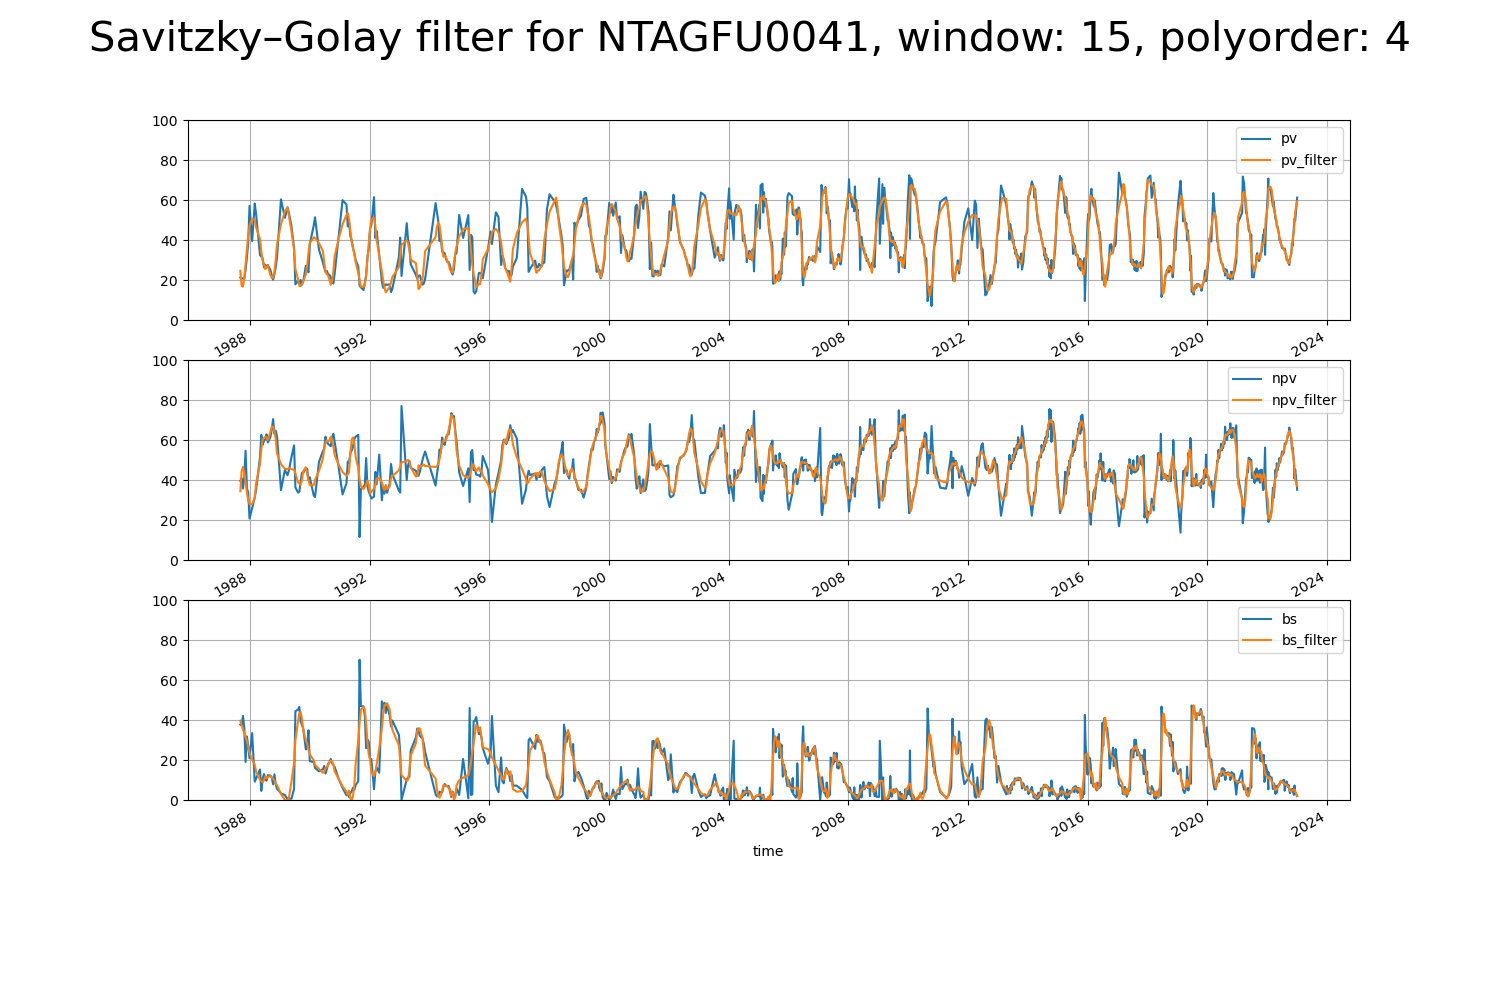 Savitzky–Golay filter for NTAGFU0041, window: 15, polyorder: 4
100
80
60
40
20
0
pv
pv_filter
1988 1992 1996 2000 2004 2008 2012 2016 2020 2024
100
80
60
40
20
0
npv
npv_filter
1988 1992 1996 2000 2004 2008 2012 2016 2020 2024
100
80
60
40
20
0
bs
bs_filter
1988 1992 1996 2000 2004 2008 2012 2016 2020 2024
time